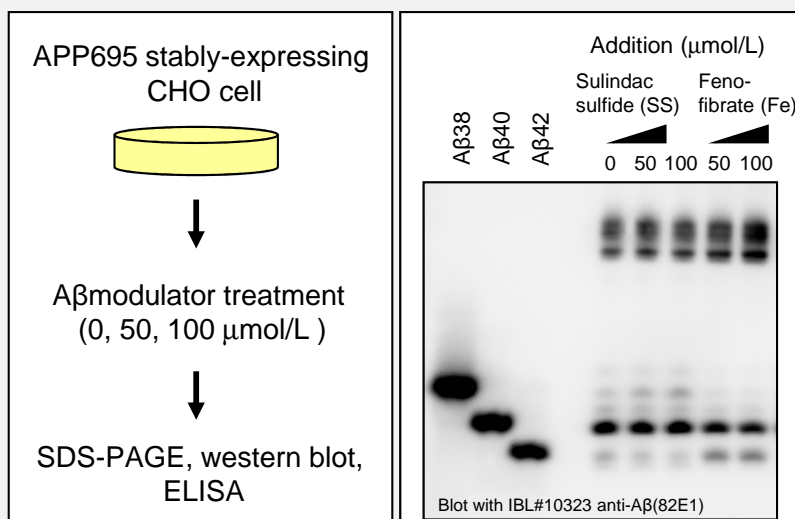 APP695 stably-expressing
CHO cell
Aβmodulator treatment
(0, 50, 100 μmol/L )
SDS-PAGE, western blot,
ELISA
Addition (μmol/L)
Sulindac
sulfide (SS)
Feno-
fibrate (Fe)
Aβ38
Aβ40
Aβ42
0 50 100 50 100
Blot with IBL#10323 anti-Aβ(82E1)